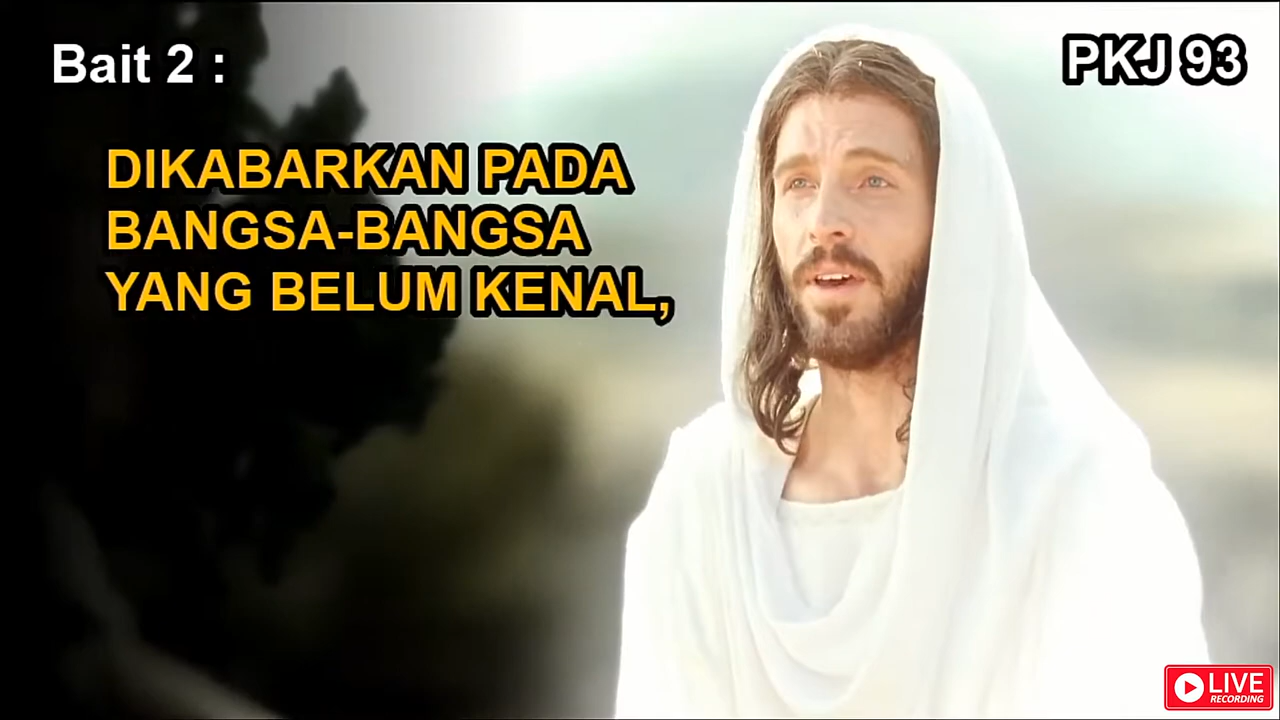 Bait 2 :
PKJ 93
DIKABARKAN PADA
BANGSA-BANGSA
YANG BELUM KENAL,
LIVE
RECORDING